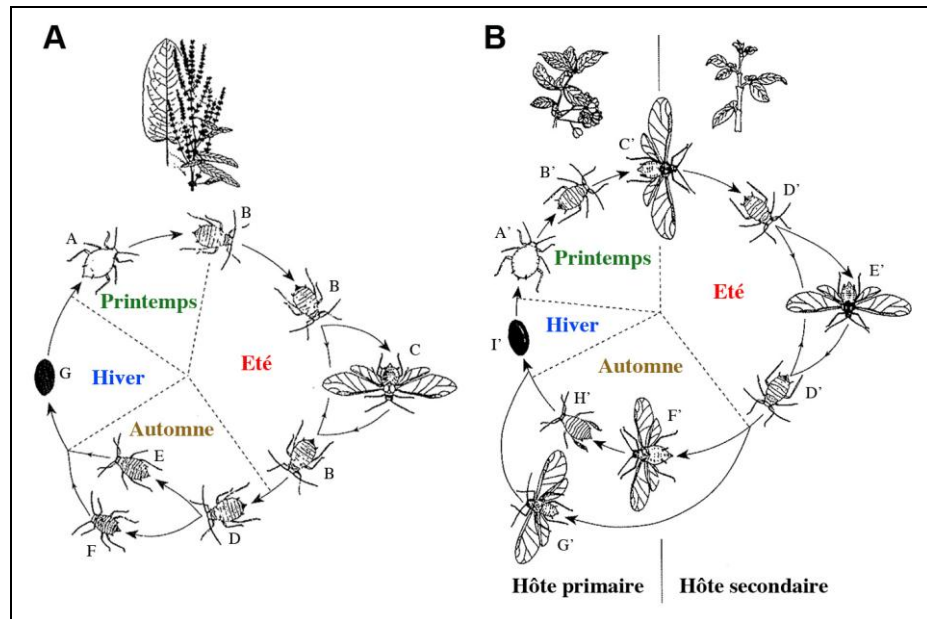 A
B
B
A
B
C
D
E
F
G
Printemps
Eté
Hiver
Automne
B
A'
B'
C'
D'
E'
D'
F'
G'
H'
I'
Printemps
Eté
Hiver
Automne
Hôte primaire
Hôte secondaire